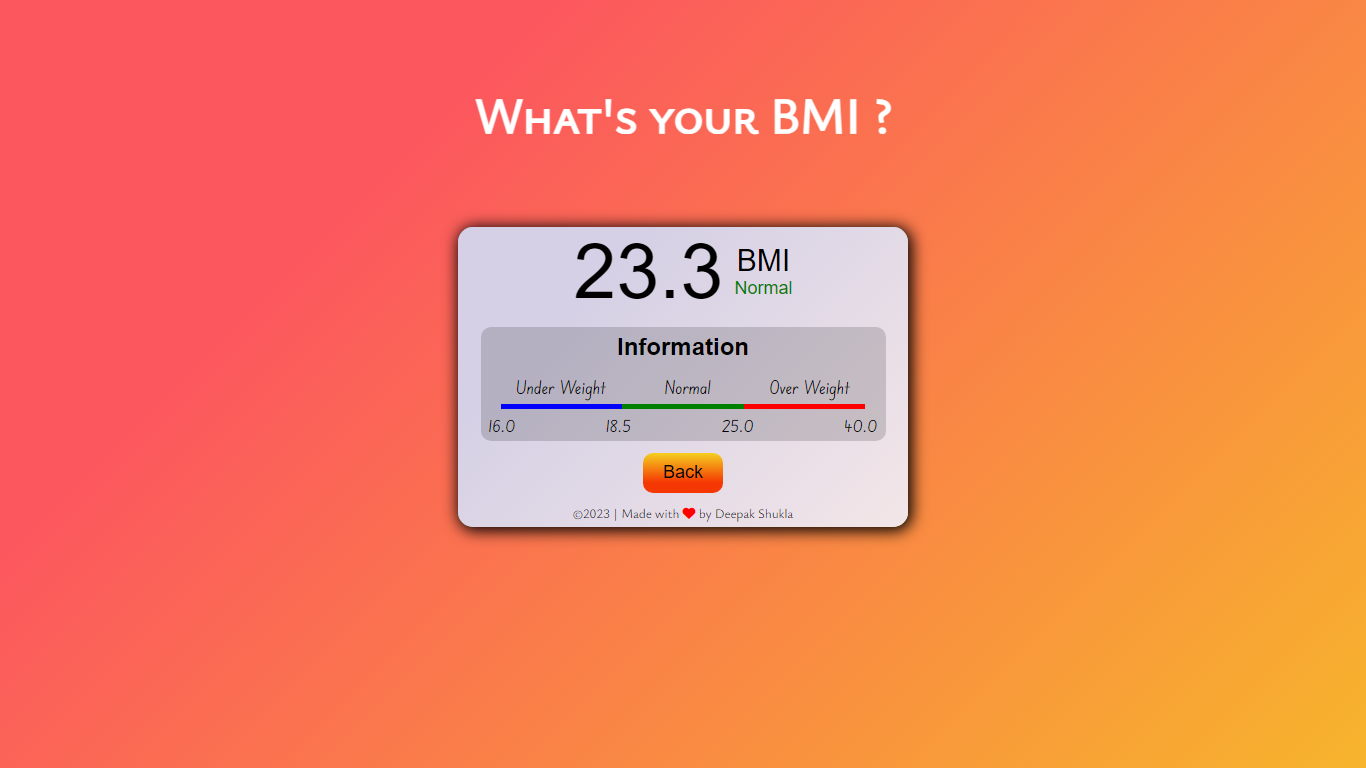 What's your BMI ?
23.3 BMI
Normal
Information
Under Weight Normal Over Weight
16.0 18.5 25.0 40.0
Back
©2023 | Made with ❤ by Deepak Shukla